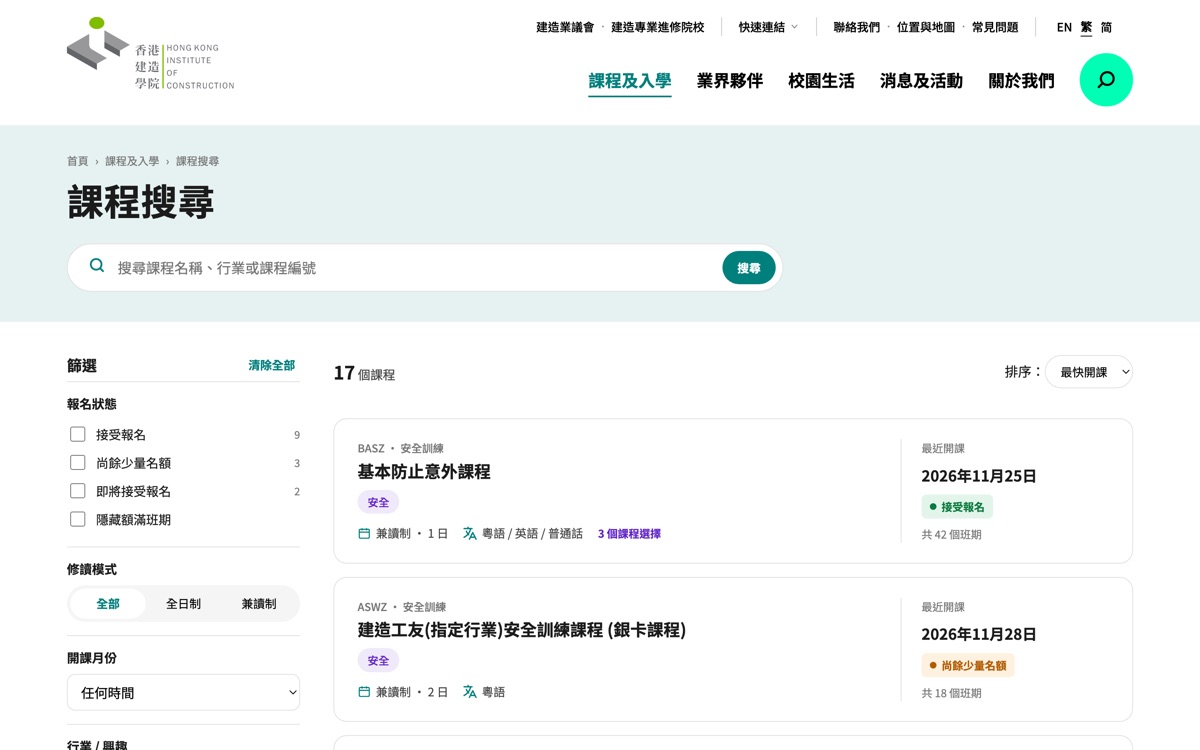 建造業議會 · 建造專業進修院校
快速連結
聯絡我們 · 位置與地圖 · 常見問題
EN 繁 简
香港建造學院
HONG KONG
INSTITUTE
OF
CONSTRUCTION
課程及入學 業界夥伴 校園生活 消息及活動 關於我們
首頁 › 課程及入學 › 課程搜尋
課程搜尋
搜尋課程名稱、行業或課程編號
搜尋
篩選
清除全部
報名狀態
接受報名 9
尚餘少量名額 3
即將接受報名 2
隱藏額滿班期
修讀模式
全部 全日制 兼讀制
開課月份
任何時間
行業 / 興趣
17 個課程
排序：
最快開課
BASZ · 安全訓練
基本防止意外課程
安全
兼讀制 · 1 日 粵語 / 英語 / 普通話 3 個課程選擇
最近開課
2026年11月25日
接受報名
共 42 個班期
ASWZ · 安全訓練
建造工友(指定行業)安全訓練課程 (銀卡課程)
安全
兼讀制 · 2 日 粵語
最近開課
2026年11月28日
尚餘少量名額
共 18 個班期